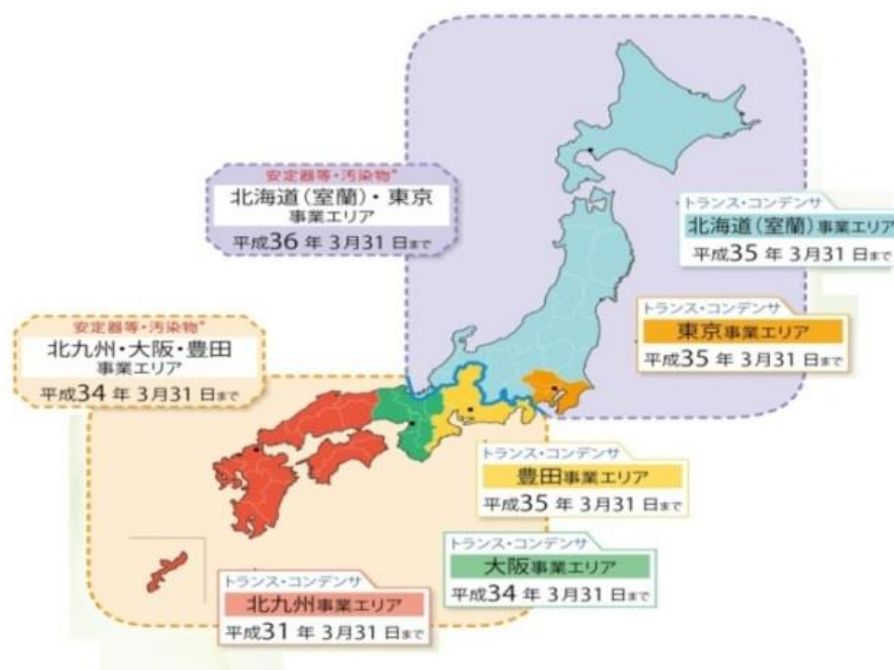 安定器等・汚染物*
北海道(室蘭)・東京
事業エリア
平成36年 3月31日まで
トランス・コンデンサ
北海道(室蘭)事業エリア
平成35年 3月31日まで
トランス・コンデンサ
東京事業エリア
平成35年 3月31日まで
安定器等・汚染物*
北九州・大阪・豊田
事業エリア
平成34年 3月31日まで
トランス・コンデンサ
豊田事業エリア
平成35年 3月31日まで
トランス・コンデンサ
大阪事業エリア
平成34年 3月31日まで
トランス・コンデンサ
北九州事業エリア
平成31年 3月31日まで